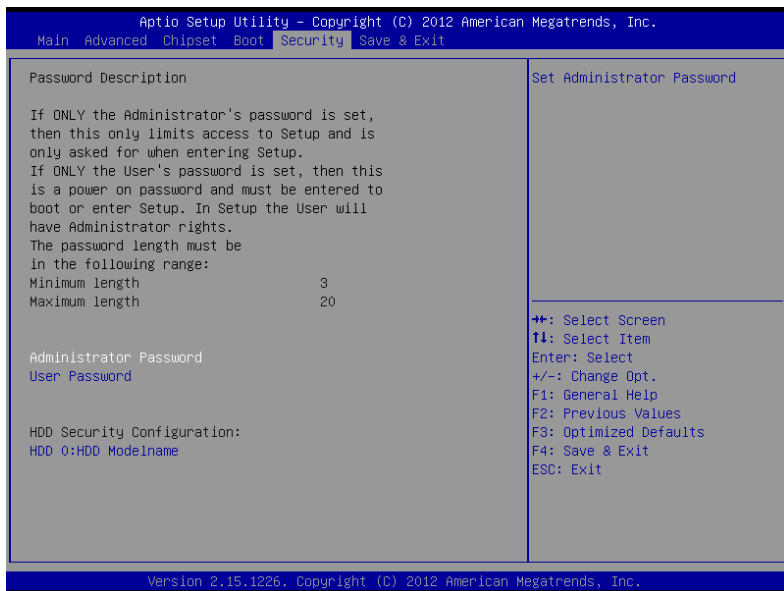 Aptio Setup Utility – Copyright (C) 2012 American Megatrends, Inc.
Main Advanced Chipset Boot Security Save & Exit
Password Description
If ONLY the Administrator's password is set,
then this only limits access to Setup and is
only asked for when entering Setup.
If ONLY the User's password is set, then this
is a power on password and must be entered to
boot or enter Setup. In Setup the User will
have Administrator rights.
The password length must be
in the following range:
Minimum length 3
Maximum length 20
Administrator Password
User Password
HDD Security Configuration:
HDD 0:HDD Modelname
Set Administrator Password
→←: Select Screen
↑↓: Select Item
Enter: Select
+/-: Change Opt.
F1: General Help
F2: Previous Values
F3: Optimized Defaults
F4: Save & Exit
ESC: Exit
Version 2.15.1226. Copyright (C) 2012 American Megatrends, Inc.